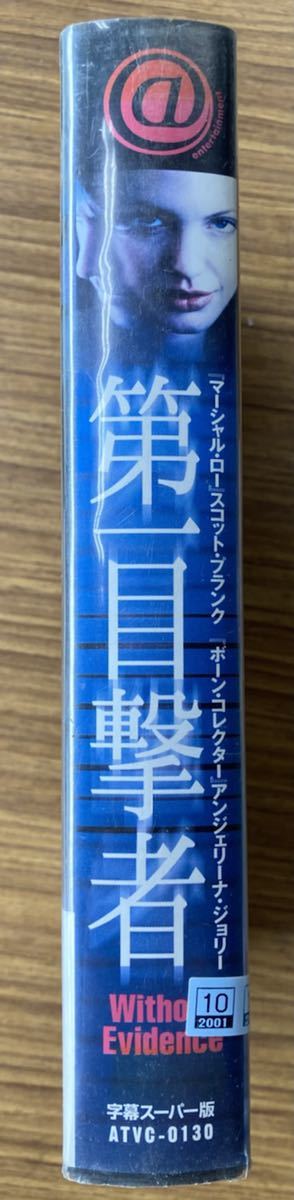 @
entertainment
『マーシャル・ロー』スコット・プランク 『ボーン・コレクター』アンジェリーナ・ジョリー
第一目撃者
Witho
Evidence
10
2001
字幕スーパー版
ATVC-0130